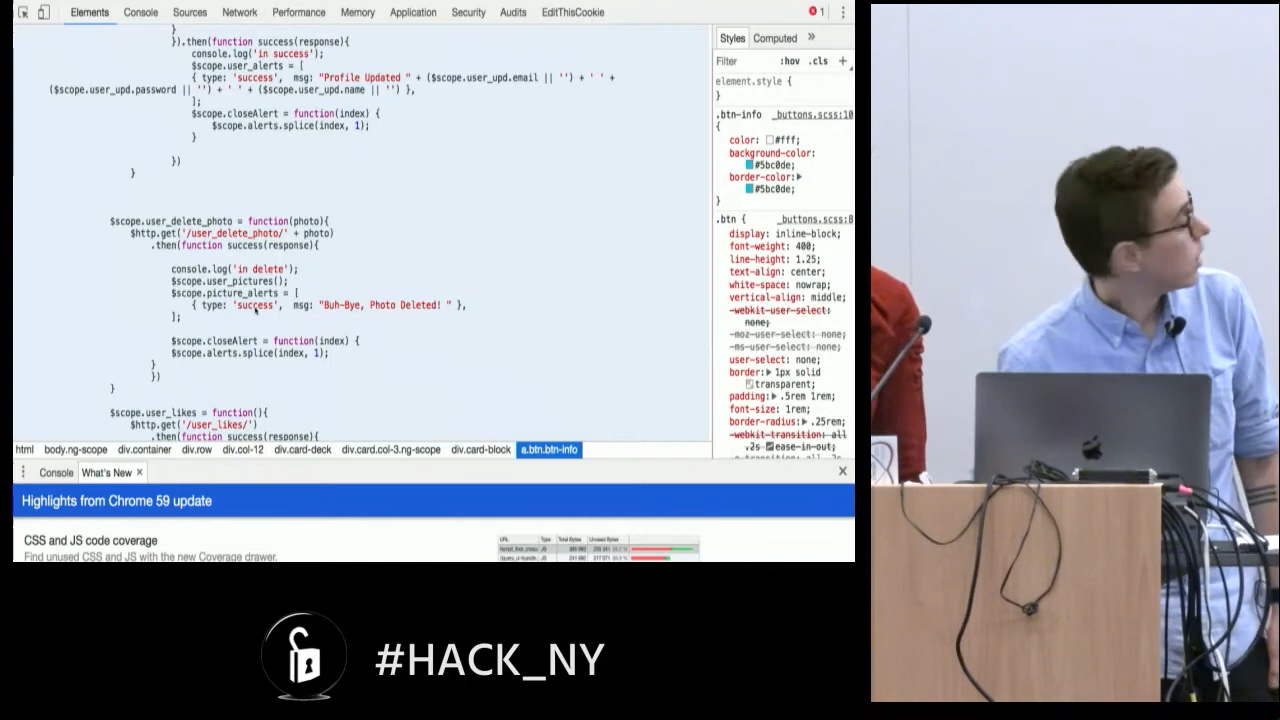 Elements Console Sources Network Performance Memory Application Security Audits EditThisCookie 1
}
}).then(function success(response){
console.log('in success');
$scope.user_alerts = [
{ type: 'success', msg: "Profile Updated " + ($scope.user_upd.email || '') + ' ' +
($scope.user_upd.password || '') + ' ' + ($scope.user_upd.name || '') },
];
$scope.closeAlert = function(index) {
$scope.alerts.splice(index, 1);
}
})
}
$scope.user_delete_photo = function(photo){
$http.get('/user_delete_photo/' + photo)
.then(function success(response){
console.log('in delete');
$scope.user_pictures();
$scope.picture_alerts = [
{ type: 'success', msg: "Buh-Bye, Photo Deleted! " },
];
$scope.closeAlert = function(index) {
$scope.alerts.splice(index, 1);
}
})
}
$scope.user_likes = function(){
$http.get('/user_likes/')
.then(function success(response){
html body.ng-scope div.container div.row div.col-12 div.card-deck div.card.col-3.ng-scope div.card-block a.btn.btn-info
Styles Computed »
Filter :hov .cls +
element.style {
}
.btn-info _buttons.scss:10
{
color: #fff;
background-color:
#5bc0de;
border-color:
#5bc0de;
}
.btn { _buttons.scss:8
display: inline-block;
font-weight: 400;
line-height: 1.25;
text-align: center;
white-space: nowrap;
vertical-align: middle;
-webkit-user-select:
none;
-moz-user-select: none;
-ms-user-select: none;
user-select: none;
border: 1px solid
transparent;
padding: .5rem 1rem;
font-size: 1rem;
border-radius: .25rem;
-webkit-transition: all
.2s ease-in-out;
Console What's New ×
Highlights from Chrome 59 update
CSS and JS code coverage
Find unused CSS and JS with the new Coverage drawer.
URL Type Total Bytes Unused Bytes
#HACK_NY